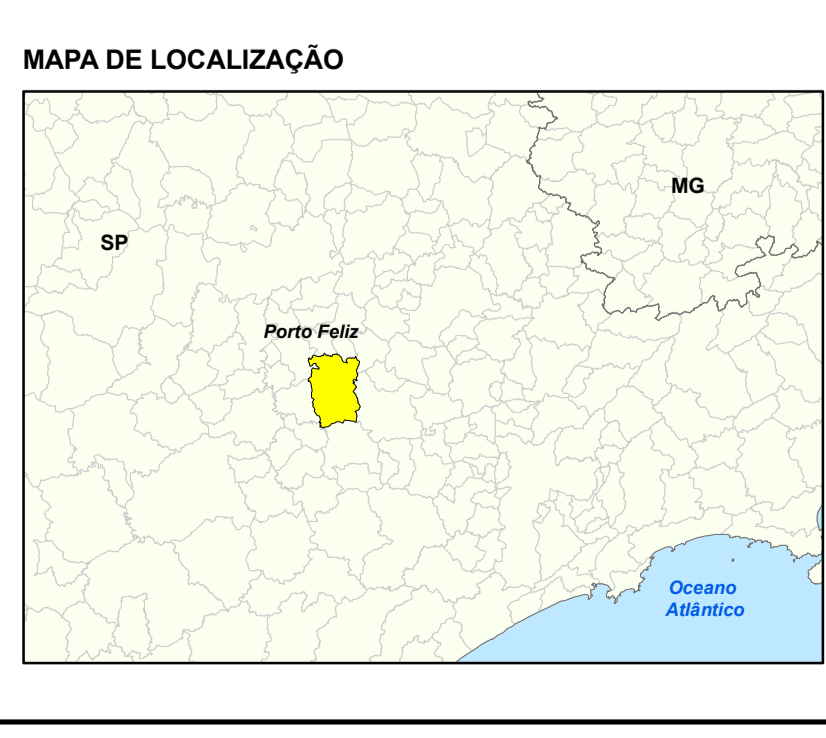 MAPA DE LOCALIZAÇÃO
MG
SP
Porto Feliz
Oceano
Atlântico